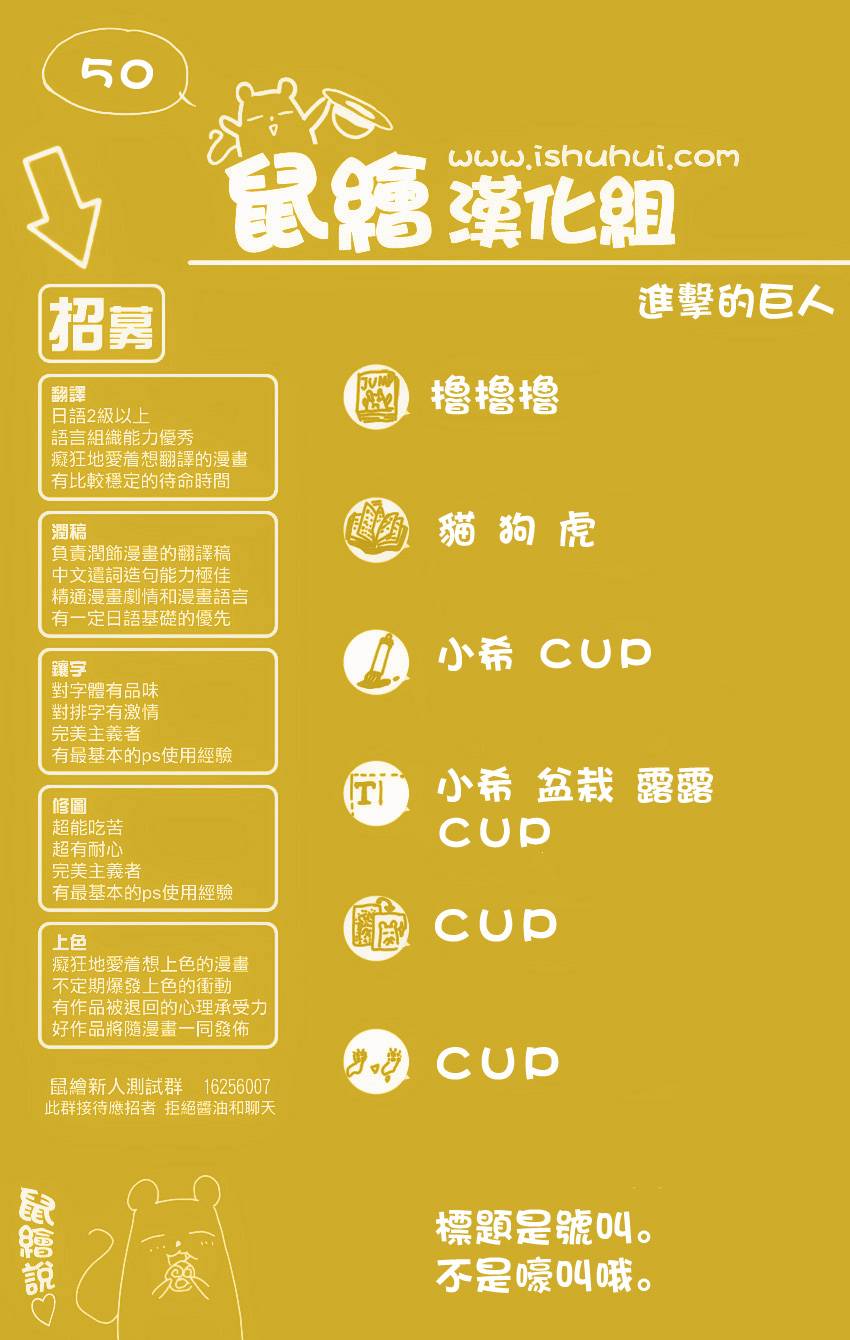 50
www.ishuhui.com
鼠繪漢化組
進擊的巨人
招募
翻譯
日語2級以上
語言組織能力優秀
癡狂地愛着想翻譯的漫畫
有比較穩定的待命時間
潤稿
負責潤飾漫畫的翻譯稿
中文遣詞造句能力極佳
精通漫畫劇情和漫畫語言
有一定日語基礎的優先
鑲字
對字體有品味
對排字有激情
完美主義者
有最基本的ps使用經驗
修圖
超能吃苦
超有耐心
完美主義者
有最基本的ps使用經驗
上色
癡狂地愛着想上色的漫畫
不定期爆發上色的衝動
有作品被退回的心理承受力
好作品將隨漫畫一同發佈
鼠繪新人測試群 16256007
此群接待應招者 拒絕醬油和聊天
JUMP
擼擼擼
貓 狗 虎
小希 CUP
T
小希 盆栽 露露
CUP
CUP
CUP
鼠繪說♡
標題是號叫。
不是嚎叫哦。